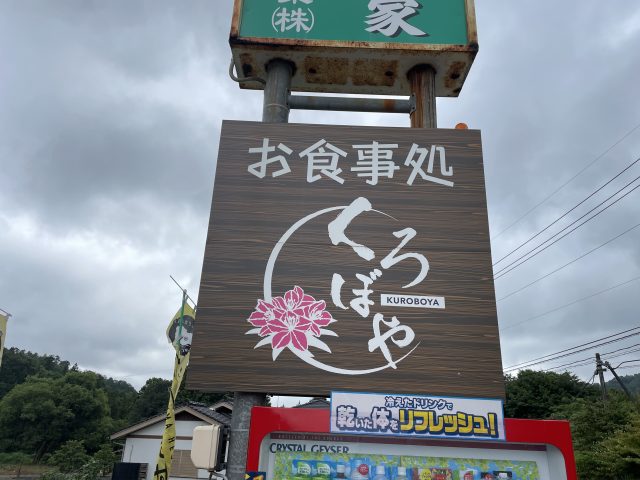 ㈱
家
お食事処
くろぼや
KUROBOYA
冷えたドリンクで
乾いた体をリフレッシュ!
CRYSTAL GEYSER